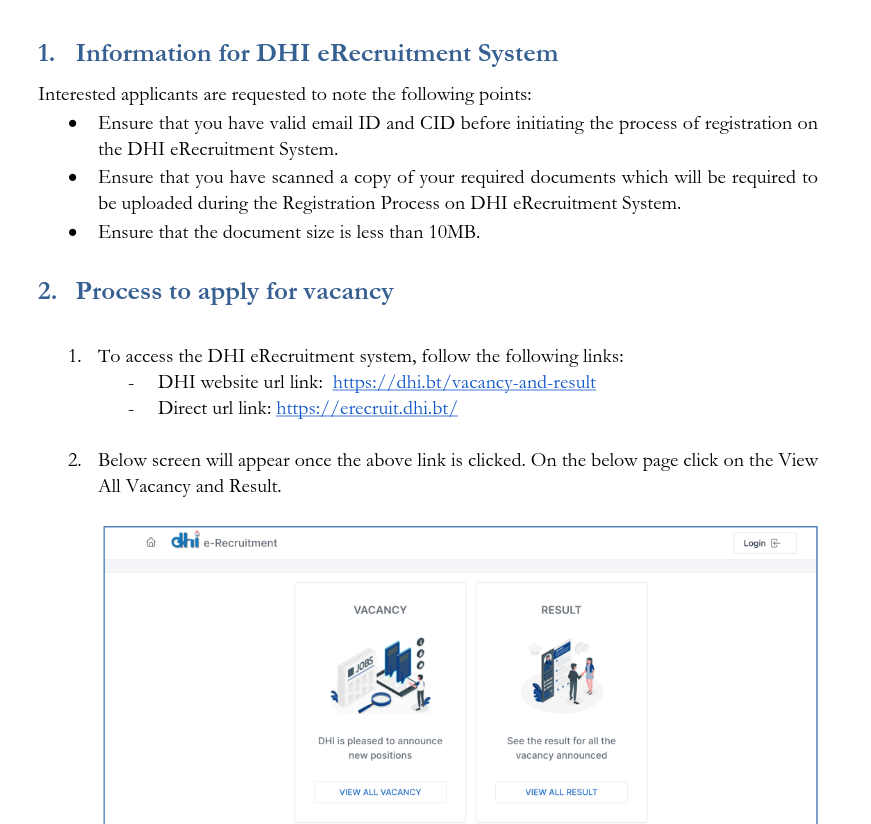 1. Information for DHI eRecruitment System
Interested applicants are requested to note the following points:
• Ensure that you have valid email ID and CID before initiating the process of registration on
the DHI eRecruitment System.
• Ensure that you have scanned a copy of your required documents which will be required to
be uploaded during the Registration Process on DHI eRecruitment System.
• Ensure that the document size is less than 10MB.
2. Process to apply for vacancy
1. To access the DHI eRecruitment system, follow the following links:
- DHI website url link: https://dhi.bt/vacancy-and-result
- Direct url link: https://erecruit.dhi.bt/
2. Below screen will appear once the above link is clicked. On the below page click on the View
All Vacancy and Result.
dhi e-Recruitment
Login
VACANCY
JOBS
DHI is pleased to announce
new positions
VIEW ALL VACANCY
RESULT
See the result for all the
vacancy announced
VIEW ALL RESULT